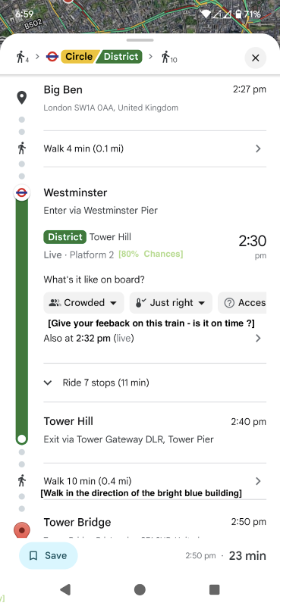 6:59
71%
B502
4 > Circle District > 10
Big Ben 2:27 pm
London SW1A 0AA, United Kingdom
Walk 4 min (0.1 mi)
Westminster
Enter via Westminster Pier
District Tower Hill 2:30
Live · Platform 2 [80% Chances] pm
What's it like on board?
Crowded Just right Acces
[Give your feeback on this train - is it on time ?]
Also at 2:32 pm (live)
Ride 7 stops (11 min)
Tower Hill 2:40 pm
Exit via Tower Gateway DLR, Tower Pier
Walk 10 min (0.4 mi)
[Walk in the direction of the bright blue building]
Tower Bridge 2:50 pm
Save 2:50 pm · 23 min